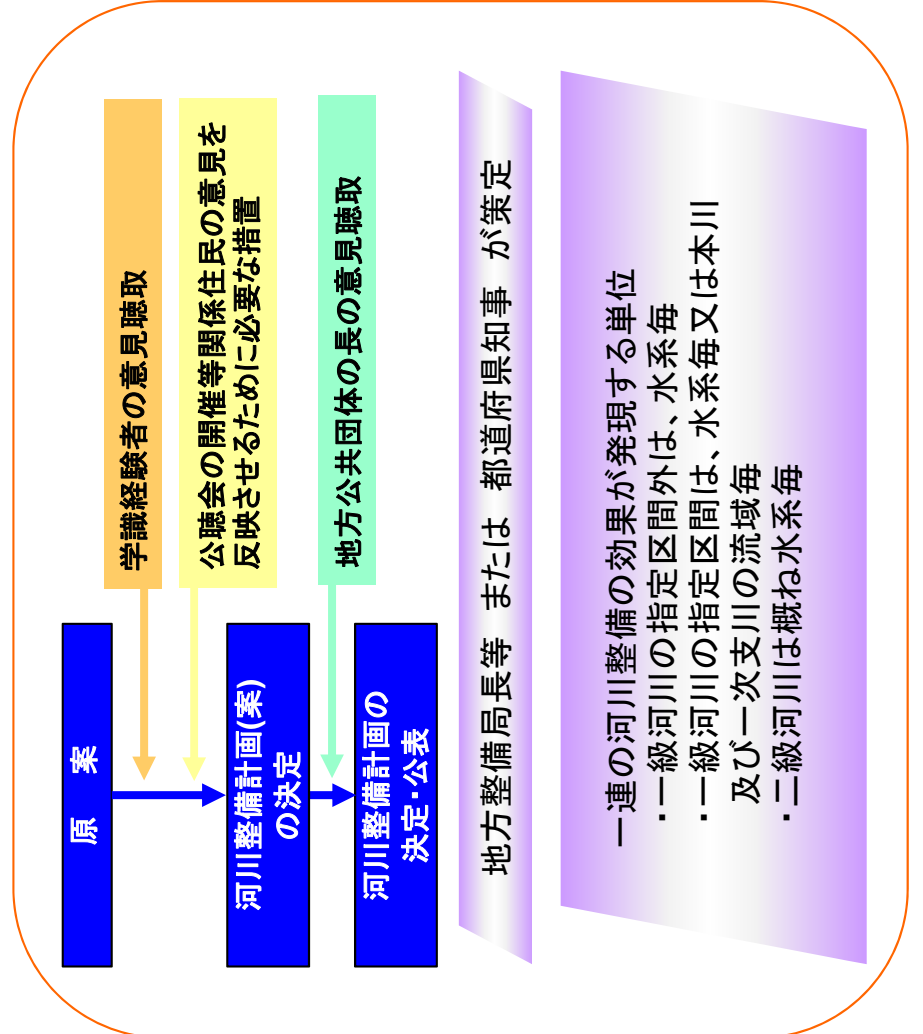 原　案
学識経験者の意見聴取
公聴会の開催等関係住民の意見を
反映させるために必要な措置
河川整備計画(案)
の決定
地方公共団体の長の意見聴取
河川整備計画の
決定・公表
地方整備局長等　または　都道府県知事　が策定
一連の河川整備の効果が発現する単位
・一級河川の指定区間外は、水系毎
・一級河川の指定区間は、水系毎又は本川
及び一次支川の流域毎
・二級河川は概ね水系毎